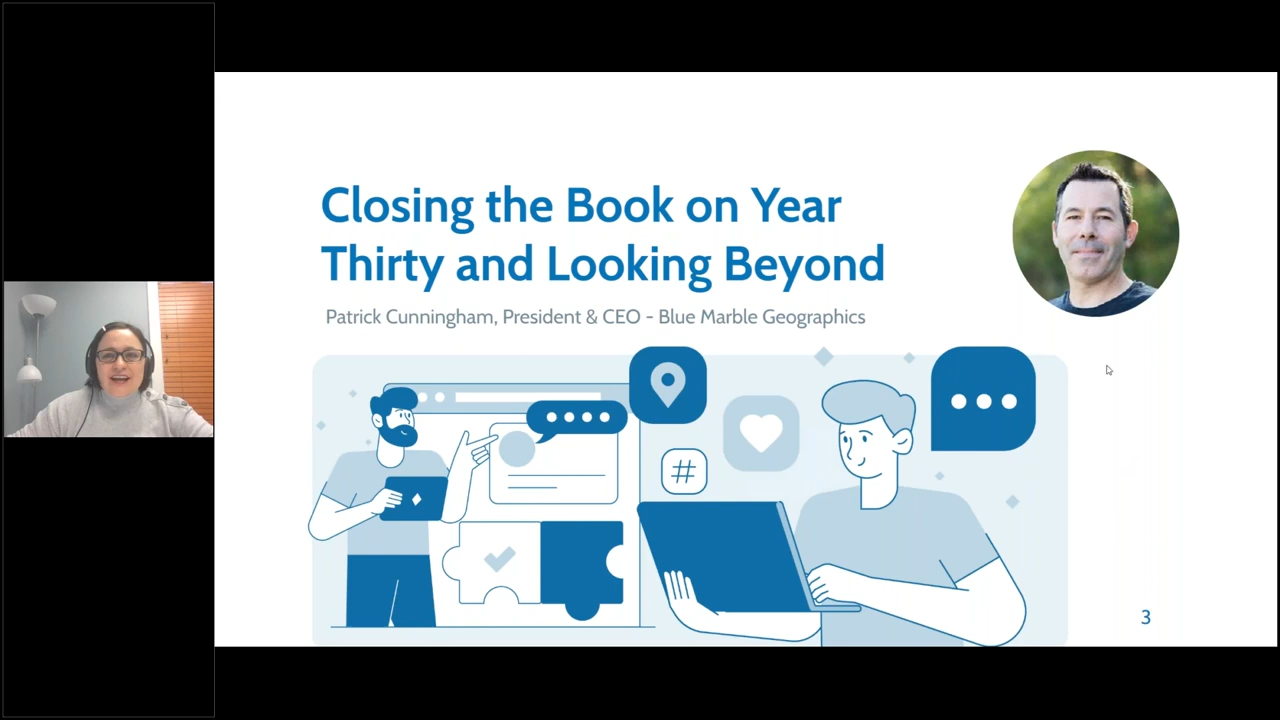 Closing the Book on Year
Thirty and Looking Beyond
Patrick Cunningham, President & CEO - Blue Marble Geographics
#
3